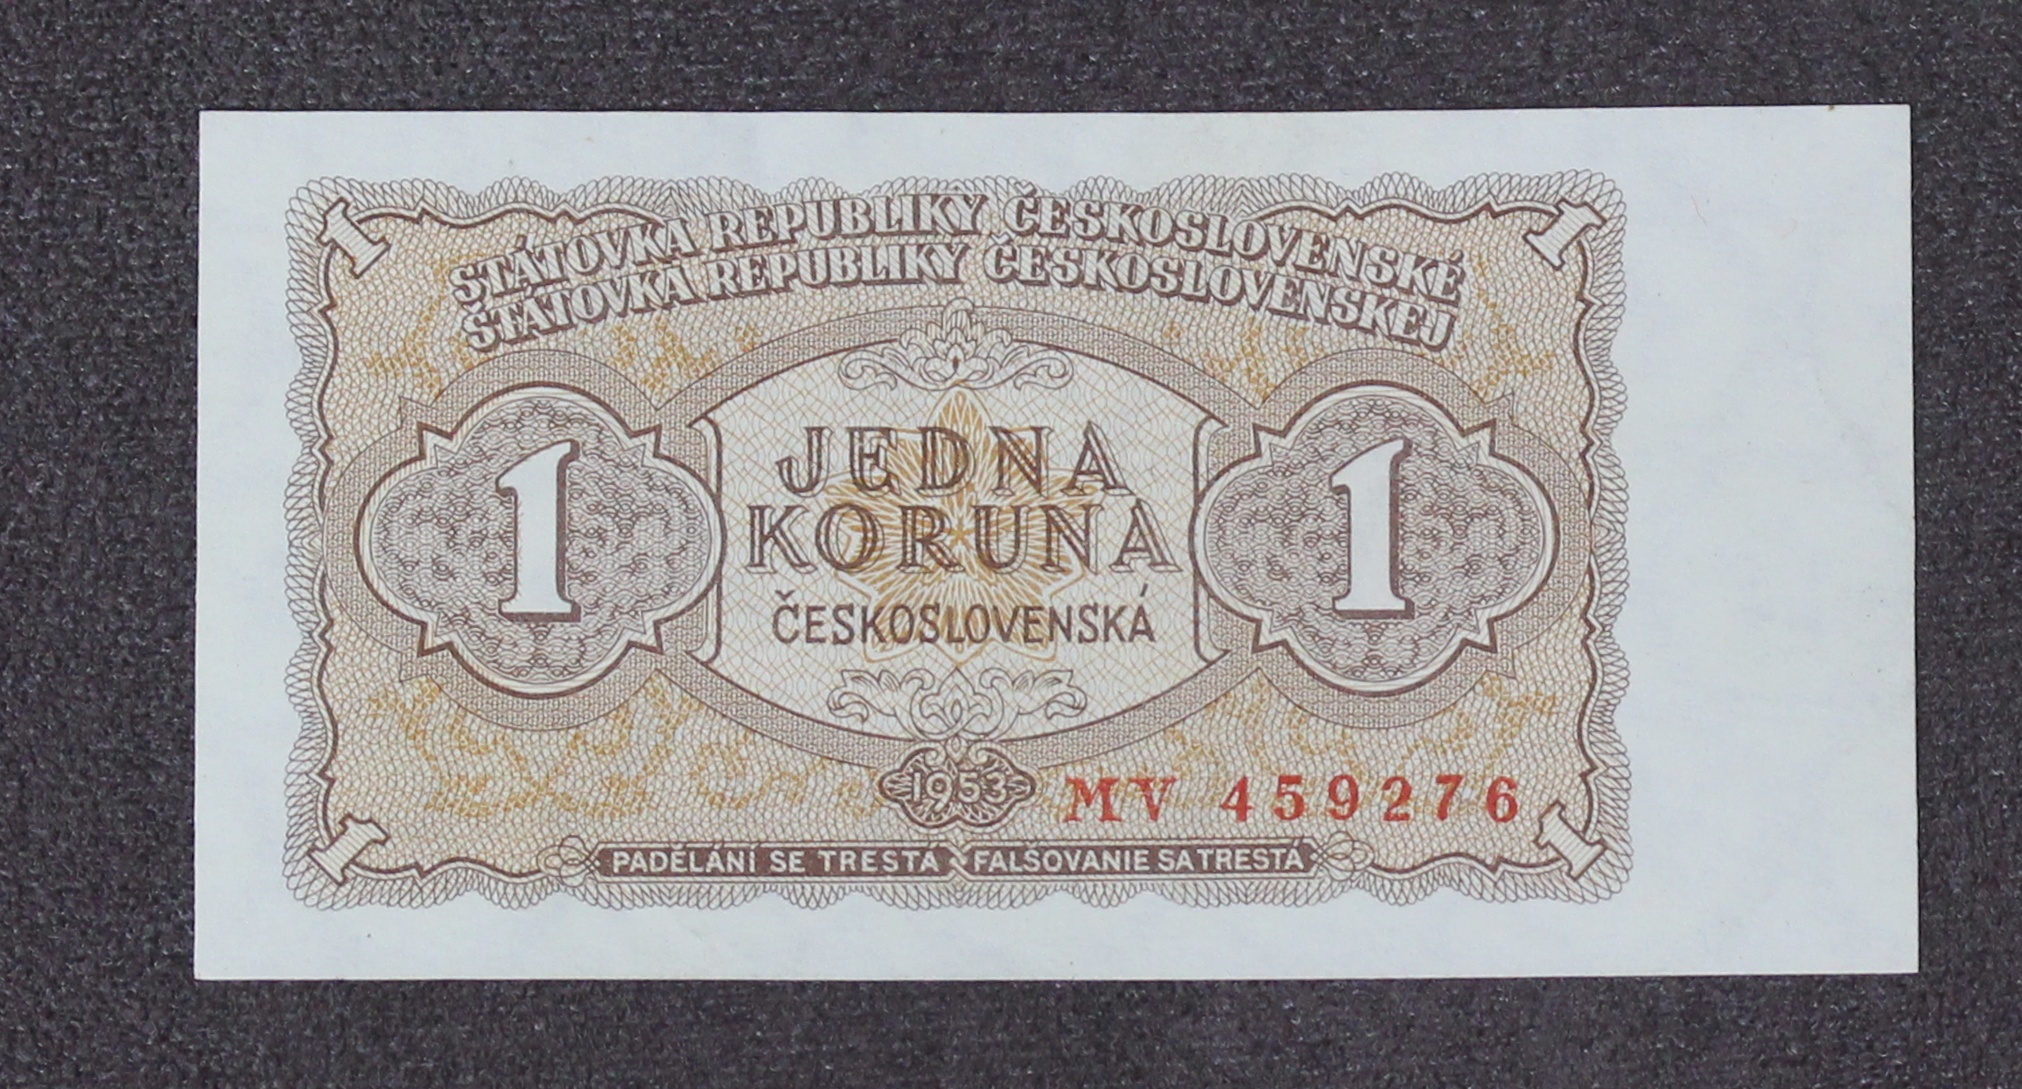 1 1
STÁTOVKA REPUBLIKY ČESKOSLOVENSKÉ
ŠTÁTOVKA REPUBLIKY ČESKOSLOVENSKEJ
JEDNA
1 KORUNA 1
ČESKOSLOVENSKÁ
1953 MV 459276
1 PADĚLÁNÍ SE TRESTÁ FALŠOVANIE SA TRESTÁ 1